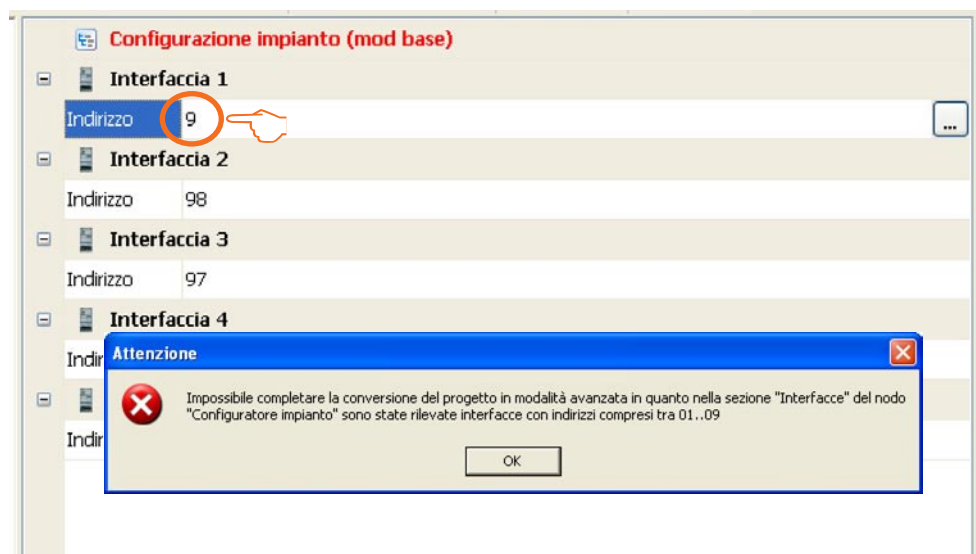 Configurazione impianto (mod base)
Interfaccia 1
Indirizzo 9
...
Interfaccia 2
Indirizzo 98
Interfaccia 3
Indirizzo 97
Interfaccia 4
Indir
Attenzione
Impossibile completare la conversione del progetto in modalità avanzata in quanto nella sezione "Interfacce" del nodo
"Configuratore impianto" sono state rilevate interfacce con indirizzi compresi tra 01..09
Indir
OK